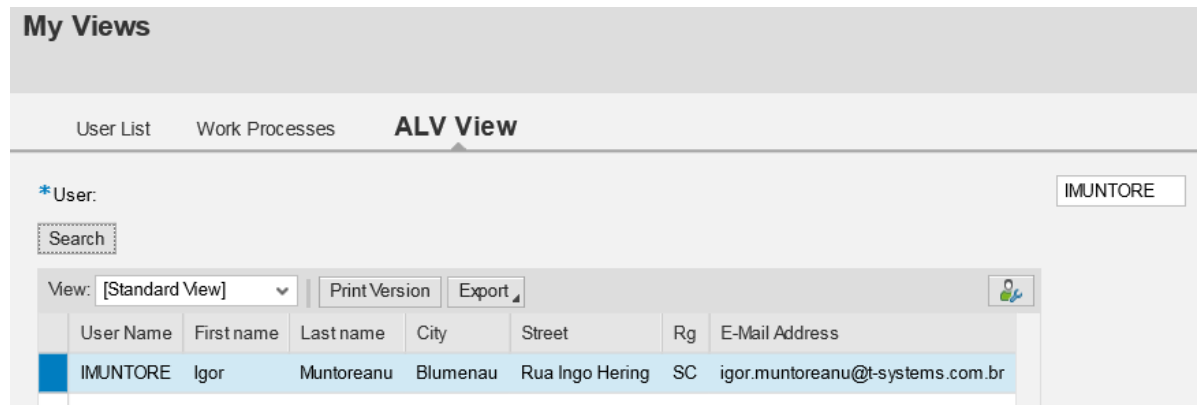 My Views
User List Work Processes ALV View
*User: IMUNTORE
Search
View: [Standard View] Print Version Export
User Name First name Last name City Street Rg E-Mail Address
IMUNTORE Igor Muntoreanu Blumenau Rua Ingo Hering SC igor.muntoreanu@t-systems.com.br